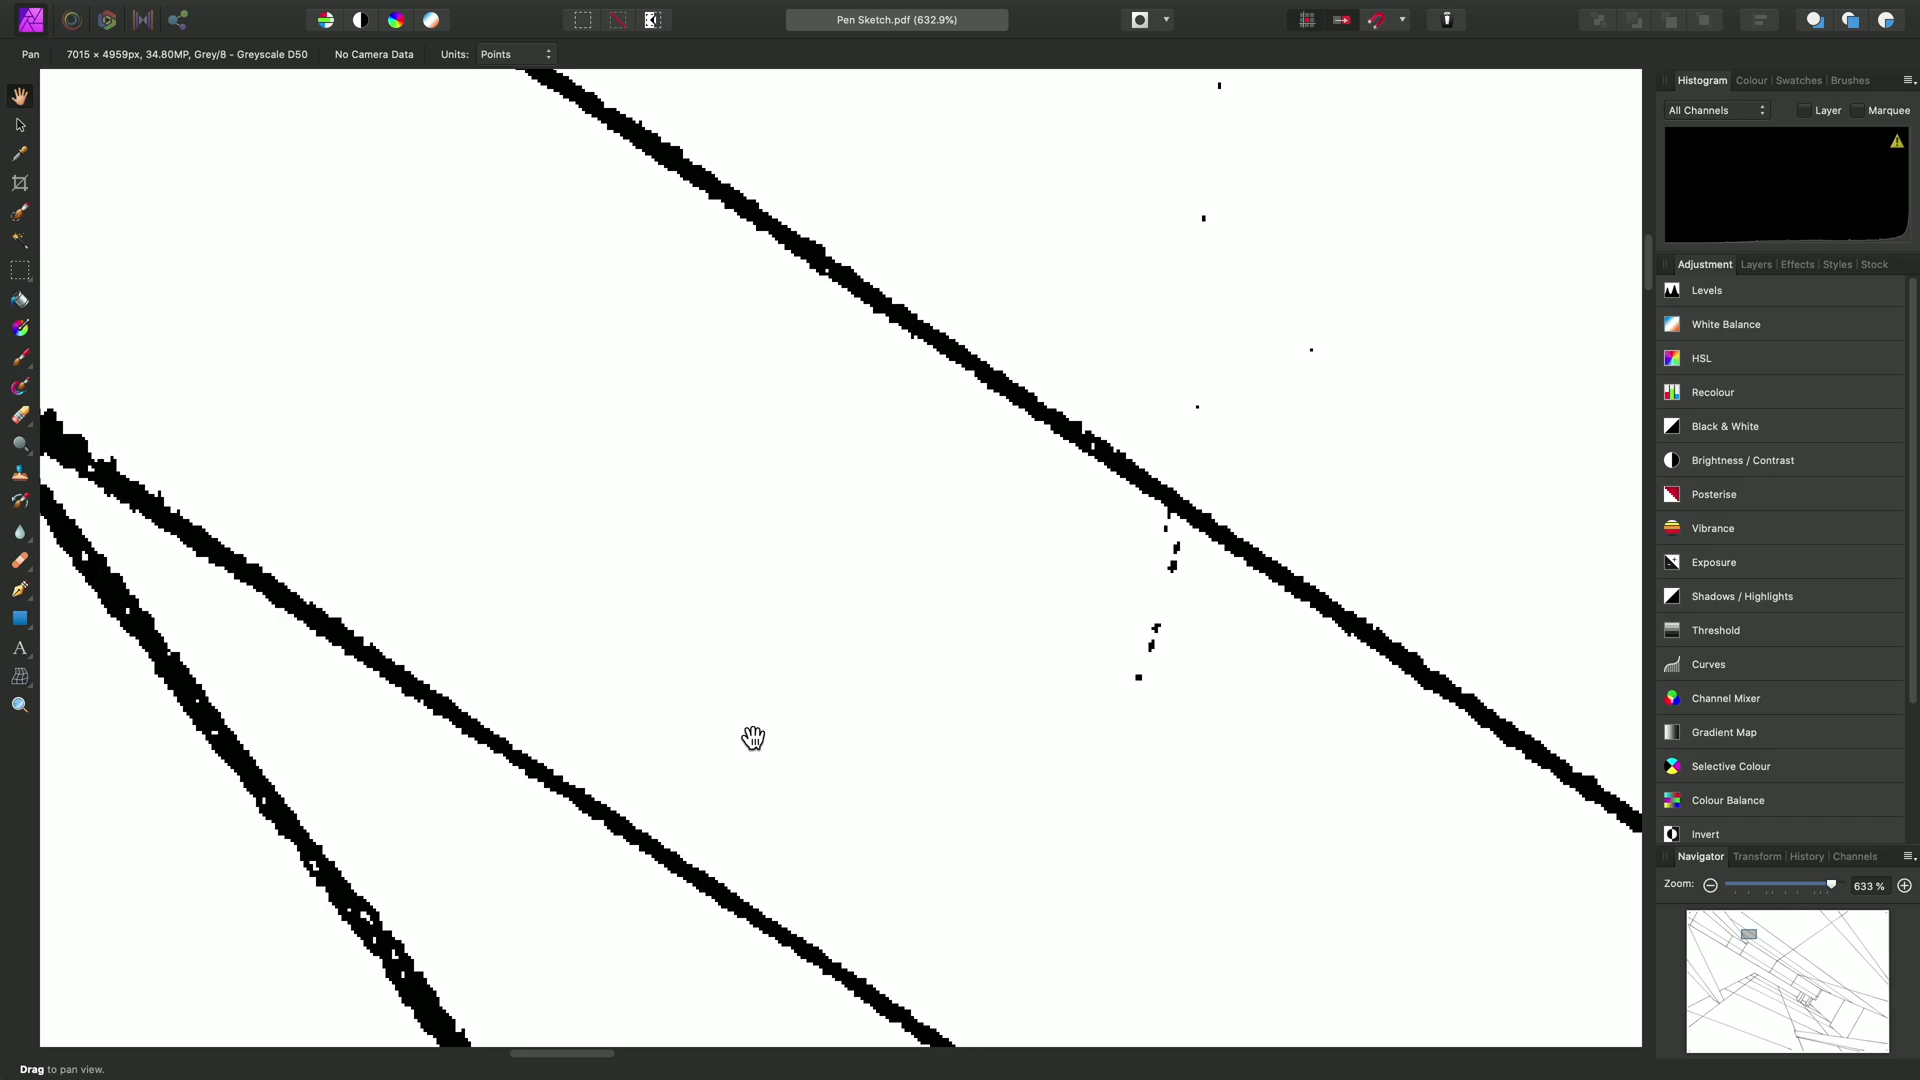 Pen Sketch.pdf (632.9%)
Pan
7015 × 4959px, 34.80MP, Grey/8 - Greyscale D50
No Camera Data
Units:
Points
Histogram
Colour
Swatches
Brushes
All Channels
Layer
Marquee
Adjustment
Layers
Effects
Styles
Stock
Levels
White Balance
HSL
Recolour
Black & White
Brightness / Contrast
Posterise
Vibrance
Exposure
Shadows / Highlights
Threshold
Curves
Channel Mixer
Gradient Map
Selective Colour
Colour Balance
Invert
Navigator
Transform
History
Channels
Zoom:
633 %
Drag to pan view.